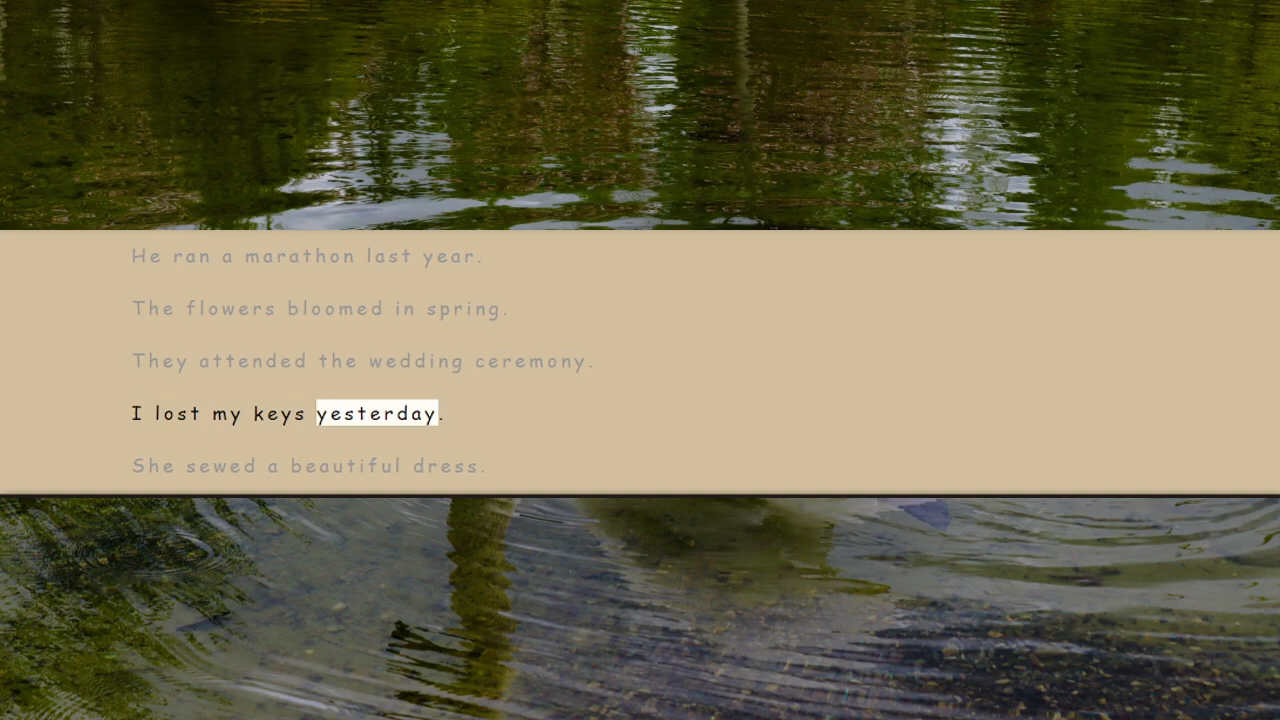 He ran a marathon last year.
The flowers bloomed in spring.
They attended the wedding ceremony.
I lost my keys yesterday.
She sewed a beautiful dress.